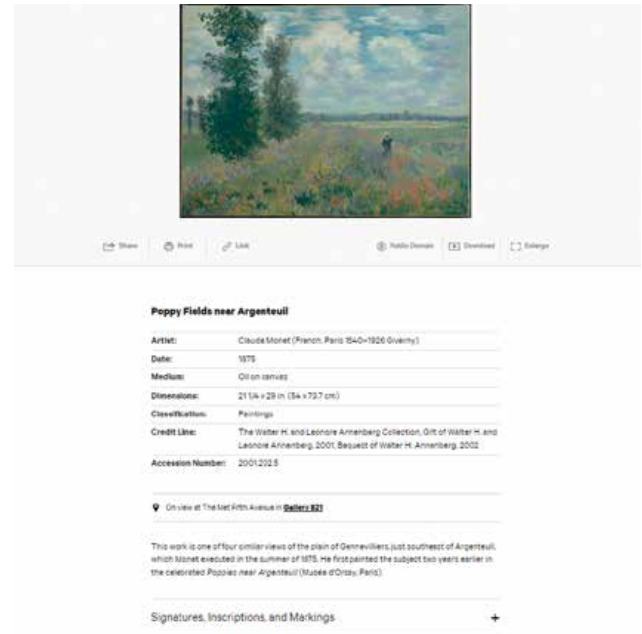 Share
Print
Link
Public Domain
Download
Enlarge
Poppy Fields near Argenteuil
Artist: Claude Monet (French, Paris 1840–1926 Giverny)
Date: 1875
Medium: Oil on canvas
Dimensions: 21 1/4 x 29 in. (54 x 73.7 cm)
Classification: Paintings
Credit Line: The Walter H. and Leonore Annenberg Collection, Gift of Walter H. and
Leonore Annenberg, 2001, Bequest of Walter H. Annenberg, 2002
Accession Number: 2001.202.5
On view at The Met Fifth Avenue in Gallery 821
This work is one of four similar views of the plain of Gennevilliers, just southeast of Argenteuil,
which Monet executed in the summer of 1875. He first painted the subject two years earlier in
the celebrated Poppies near Argenteuil (Musée d'Orsay, Paris).
Signatures, Inscriptions, and Markings +